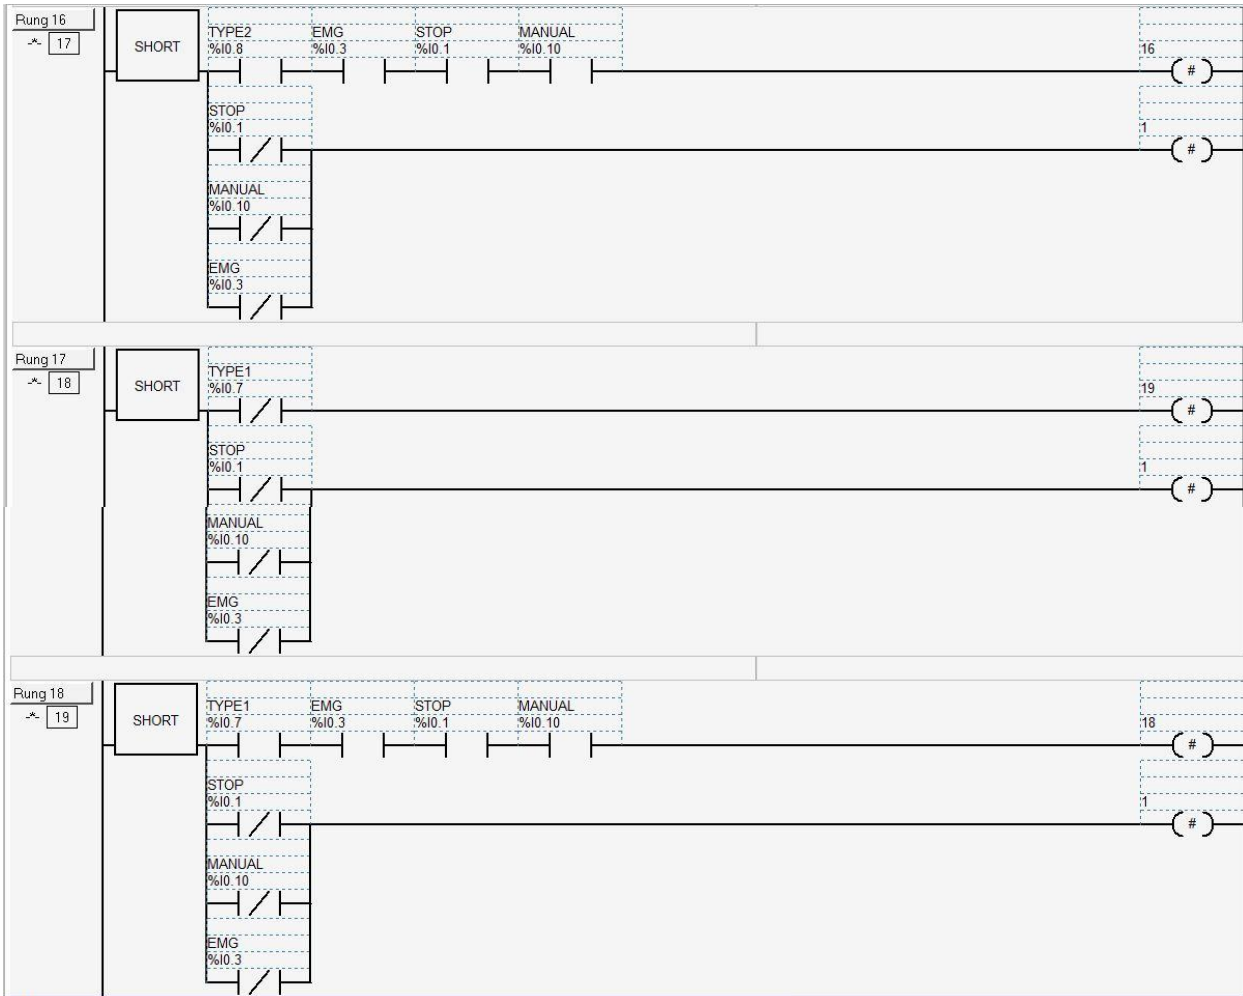 Rung 16
-*- 17
SHORT
TYPE2 EMG STOP MANUAL
%I0.8 %I0.3 %I0.1 %I0.10 16
#
STOP
%I0.1 1
#
MANUAL
%I0.10
EMG
%I0.3
Rung 17
-*- 18
SHORT
TYPE1
%I0.7 19
#
STOP
%I0.1 1
#
MANUAL
%I0.10
EMG
%I0.3
Rung 18
-*- 19
SHORT
TYPE1 EMG STOP MANUAL
%I0.7 %I0.3 %I0.1 %I0.10 18
#
STOP
%I0.1 1
#
MANUAL
%I0.10
EMG
%I0.3